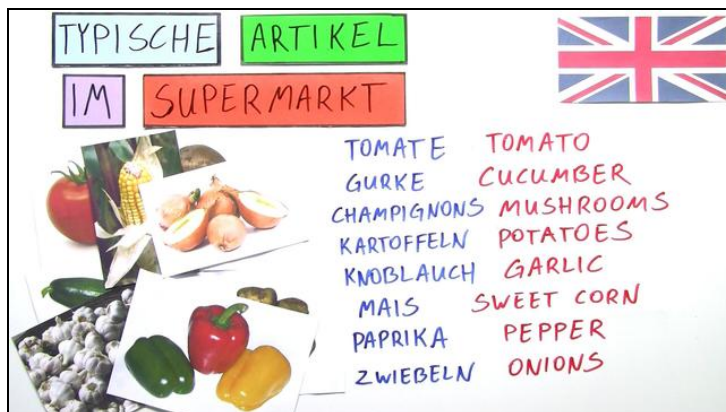 TYPISCHE ARTIKEL
IM SUPERMARKT
TOMATE TOMATO
GURKE CUCUMBER
CHAMPIGNONS MUSHROOMS
KARTOFFELN POTATOES
KNOBLAUCH GARLIC
MAIS SWEET CORN
PAPRIKA PEPPER
ZWIEBELN ONIONS